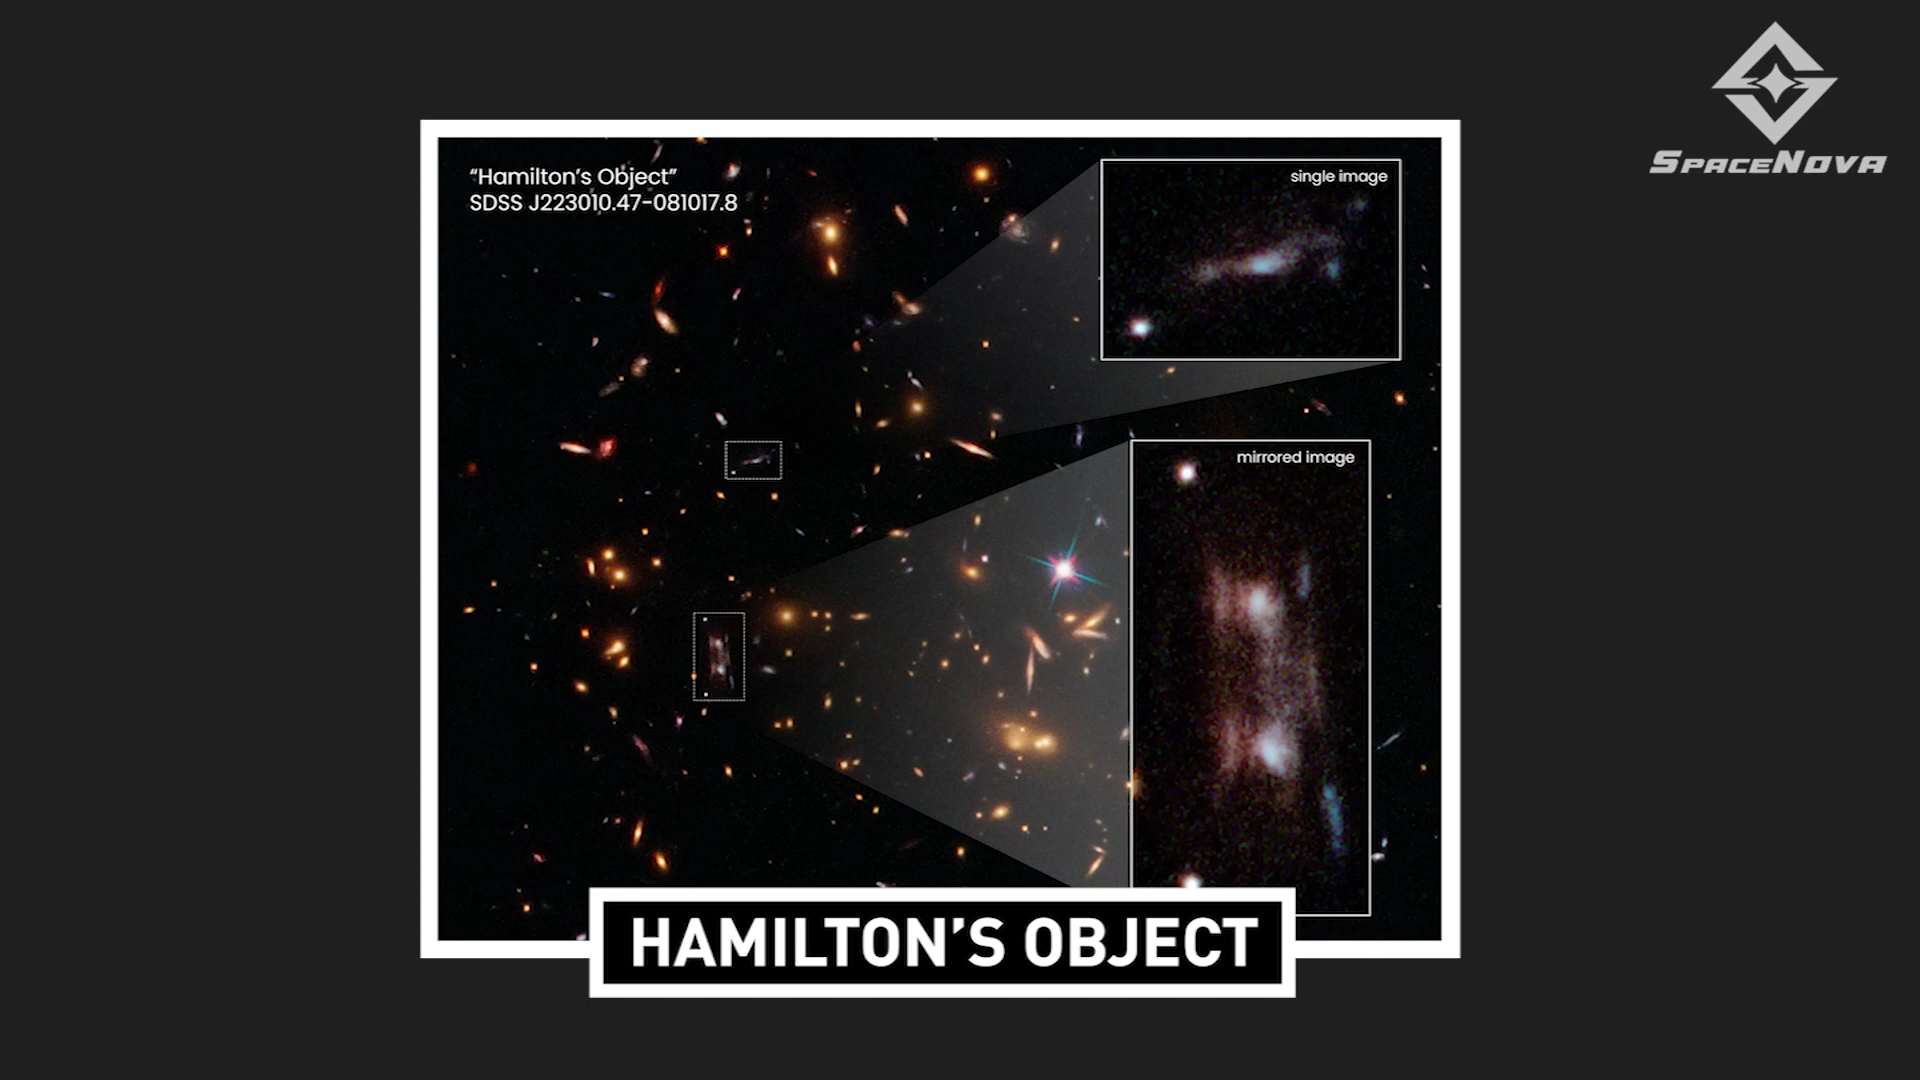 SPACENOVA
"Hamilton's Object"
SDSS J223010.47-081017.8
single image
mirrored image
HAMILTON'S OBJECT